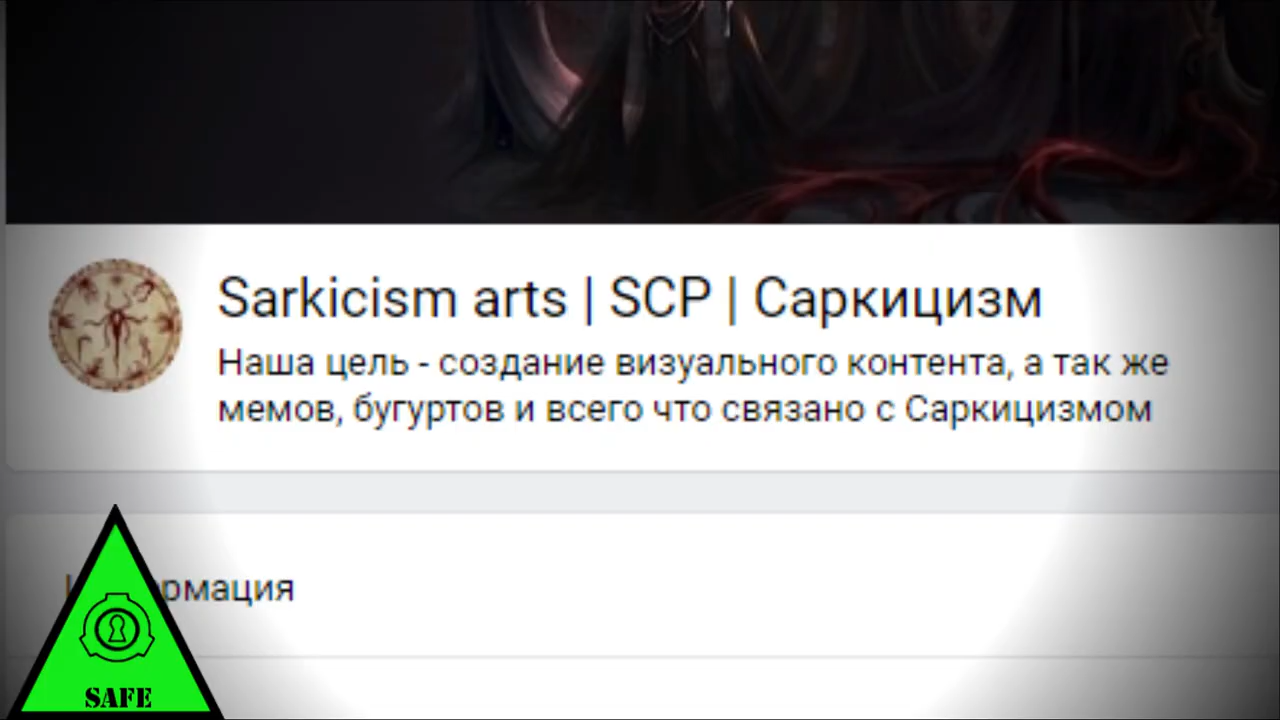 Sarkicism arts | SCP | Саркицизм
Наша цель - создание визуального контента, а так же
мемов, бугуртов и всего что связано с Саркицизмом
SAFE